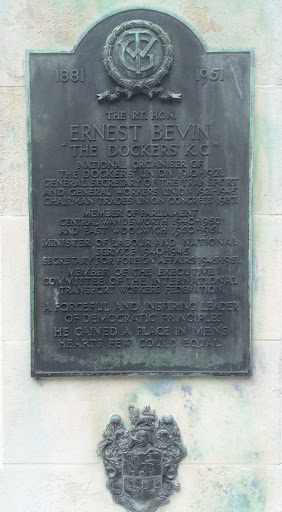 1881 1951
THE RT. HON.
ERNEST BEVIN
"THE DOCKERS' K.C."
NATIONAL ORGANISER OF
THE DOCKERS UNION 1910-1921.
GENERAL SECRETARY OF THE TRANSPORT
AND GENERAL WORKERS UNION 1921-1940.
CHAIRMAN TRADES UNION CONGRESS 1937.
MEMBER OF PARLIAMENT
CENTRAL WANDSWORTH 1940-1950
AND EAST WOOLWICH 1950-1951.
MINISTER OF LABOUR AND NATIONAL
SERVICE 1940-1945.
SECRETARY FOR FOREIGN AFFAIRS 1945-1951.
MEMBER OF THE EXECUTIVE
COMMITTEE OF THE INTERNATIONAL
TRANSPORT WORKERS FEDERATION.
A FORCEFUL AND INSPIRING LEADER
OF DEMOCRATIC PRINCIPLES
HE GAINED A PLACE IN MEN'S
HEARTS FEW COULD EQUAL.